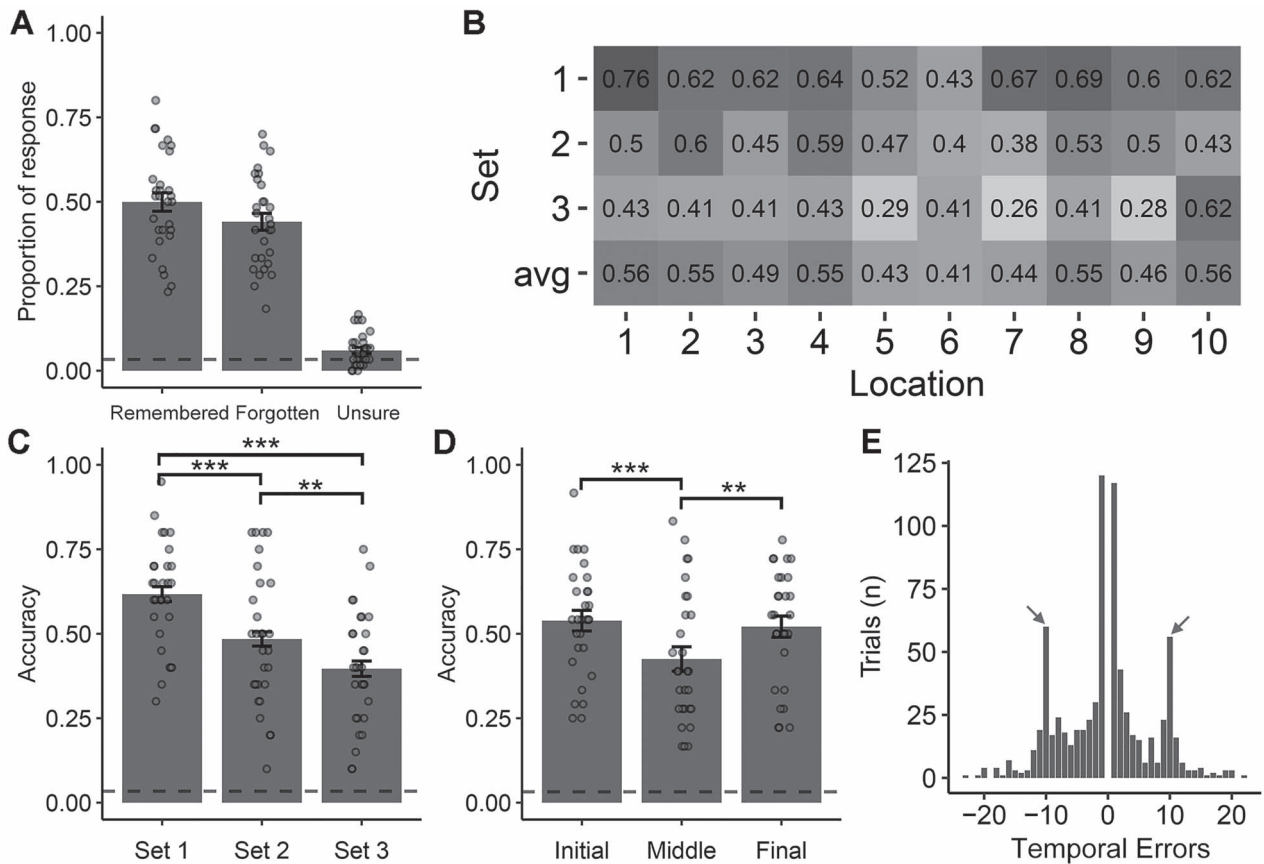 A
1.00
0.75
0.50
0.25
0.00
Proportion of response
Remembered Forgotten Unsure
B
Set
1 0.76 0.62 0.62 0.64 0.52 0.43 0.67 0.69 0.6 0.62
2 0.5 0.6 0.45 0.59 0.47 0.4 0.38 0.53 0.5 0.43
3 0.43 0.41 0.41 0.43 0.29 0.41 0.26 0.41 0.28 0.62
avg 0.56 0.55 0.49 0.55 0.43 0.41 0.44 0.55 0.46 0.56
1 2 3 4 5 6 7 8 9 10
Location
C
***
*** **
1.00
0.75
0.50
0.25
0.00
Accuracy
Set 1 Set 2 Set 3
D
*** **
1.00
0.75
0.50
0.25
0.00
Accuracy
Initial Middle Final
E
125
100
75
50
25
0
Trials (n)
−20 −10 0 10 20
Temporal Errors